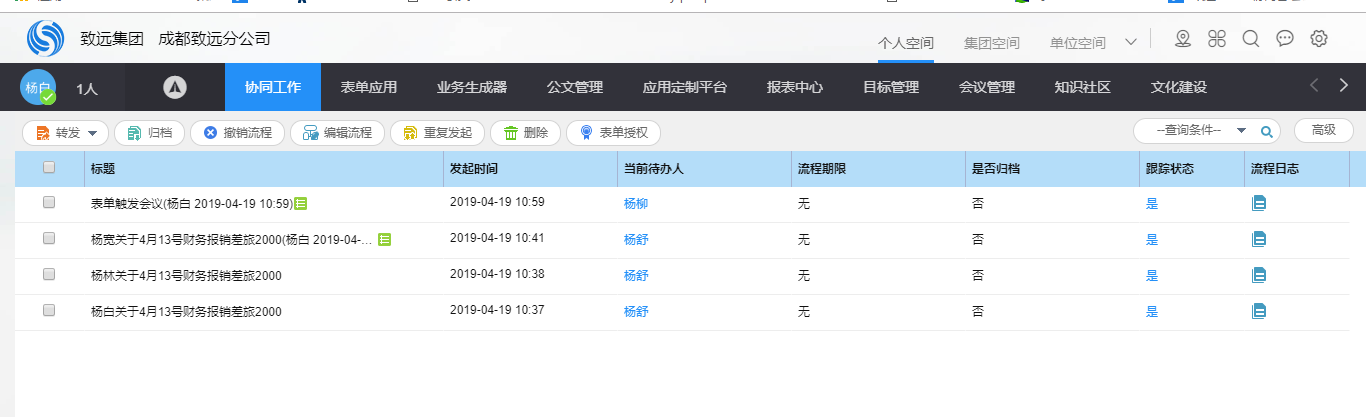 致远集团 成都致远分公司
个人空间 集团空间 单位空间
杨白 1人 协同工作 表单应用 业务生成器 公文管理 应用定制平台 报表中心 目标管理 会议管理 知识社区 文化建设
转发 归档 撤销流程 编辑流程 重复发起 删除 表单授权 --查询条件-- 高级
标题 发起时间 当前待办人 流程期限 是否归档 跟踪状态 流程日志
表单触发会议(杨白 2019-04-19 10:59) 2019-04-19 10:59 杨柳 无 否 是
杨宽关于4月13号财务报销差旅2000(杨白 2019-04-... 2019-04-19 10:41 杨舒 无 否 是
杨林关于4月13号财务报销差旅2000 2019-04-19 10:38 杨舒 无 否 是
杨白关于4月13号财务报销差旅2000 2019-04-19 10:37 杨舒 无 否 是